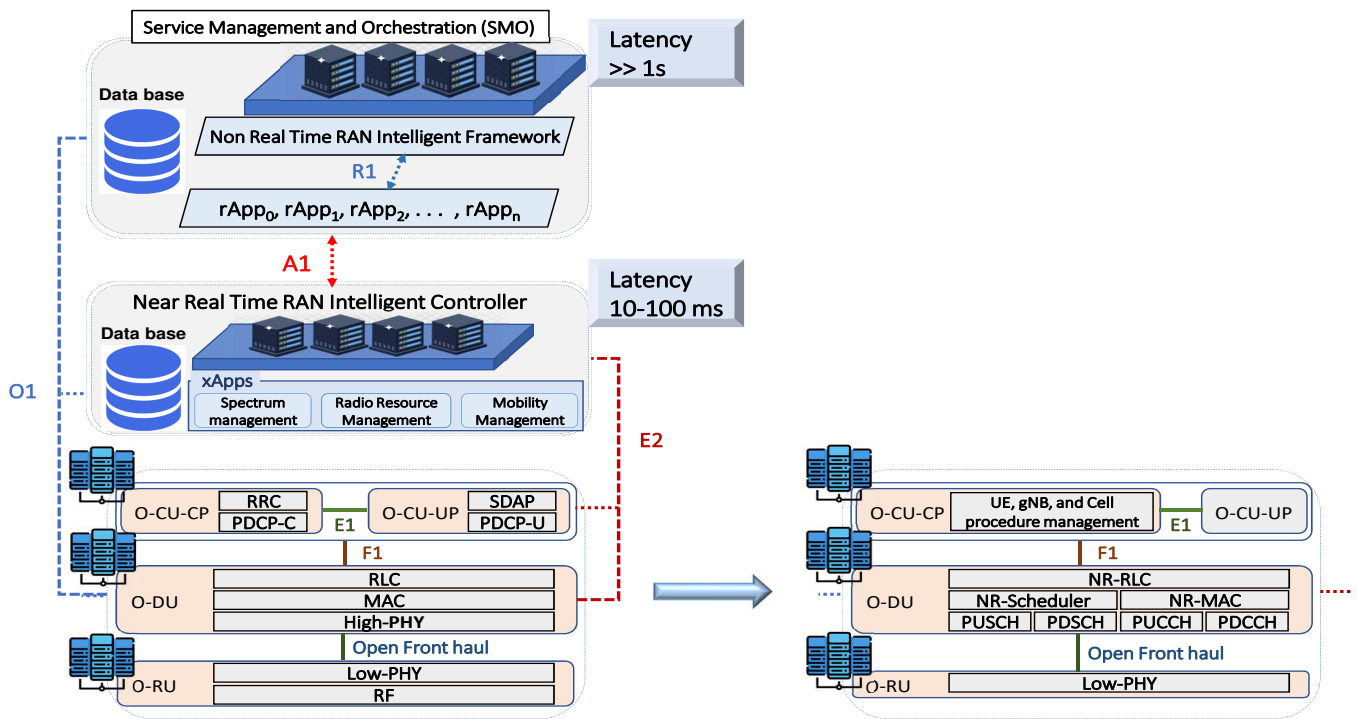 Service Management and Orchestration (SMO)
Latency
>> 1s
Data base
Non Real Time RAN Intelligent Framework
R1
rApp0, rApp1, rApp2, . . . , rAppn
A1
Latency
10-100 ms
Near Real Time RAN Intelligent Controller
Data base
O1
xApps
Spectrum
management
Radio Resource
Management
Mobility
Management
E2
O-CU-CP
RRC
PDCP-C
E1
O-CU-UP
SDAP
PDCP-U
F1
O-DU
RLC
MAC
High-PHY
Open Front haul
O-RU
Low-PHY
RF
O-CU-CP
UE, gNB, and Cell
procedure management
E1
O-CU-UP
F1
O-DU
NR-RLC
NR-Scheduler
NR-MAC
PUSCH
PDSCH
PUCCH
PDCCH
Open Front haul
O-RU
Low-PHY